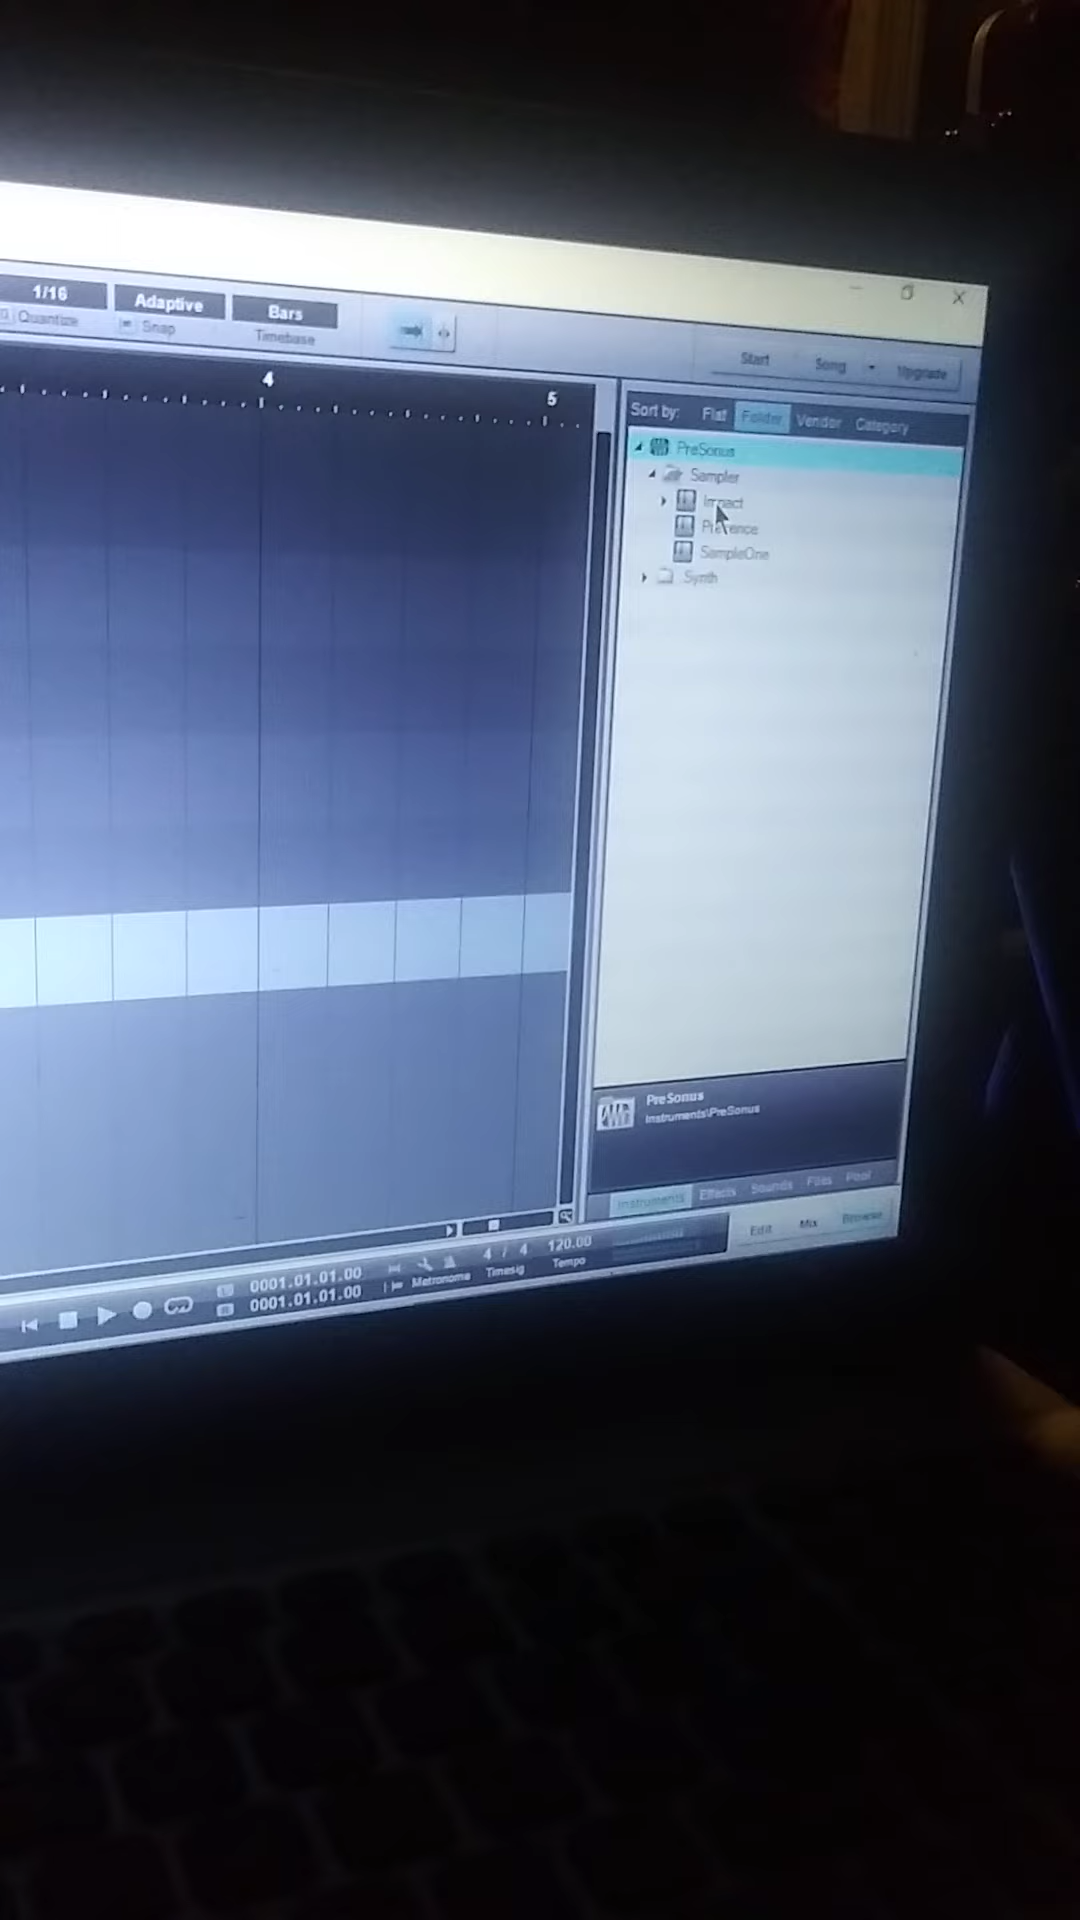 1/16 Adaptive Bars
Quantize Snap Timebase
Start Song Upgrade
4 5
Sort by: Flat Folder Vendor Category
PreSonus
Sampler
Impact
Presence
SampleOne
Synth
PreSonus
Instruments\PreSonus
Instruments Effects Sounds Files Pool
Edit Mix Browse
0001.01.01.00
0001.01.01.00
Metronome
4 / 4
Timesig
120.00
Tempo